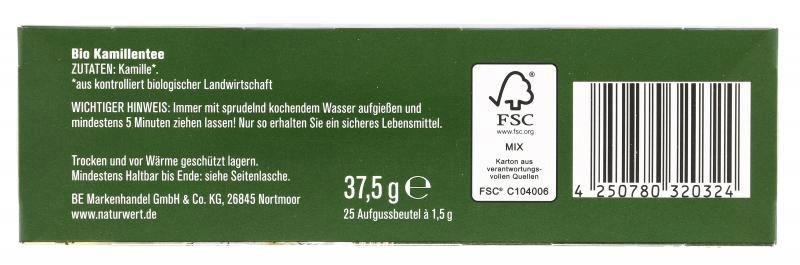 Bio Kamillentee
ZUTATEN: Kamille*.
*aus kontrolliert biologischer Landwirtschaft
WICHTIGER HINWEIS: Immer mit sprudelnd kochendem Wasser aufgießen und
mindestens 5 Minuten ziehen lassen! Nur so erhalten Sie ein sicheres Lebensmittel.
Trocken und vor Wärme geschützt lagern.
Mindestens Haltbar bis Ende: siehe Seitenlasche.
BE Markenhandel GmbH & Co. KG, 26845 Nortmoor
www.naturwert.de
37,5 g ℮
25 Aufgussbeutel à 1,5 g
FSC
www.fsc.org
MIX
Karton aus
verantwortungs-
vollen Quellen
FSC® C104006
4 250780 320324